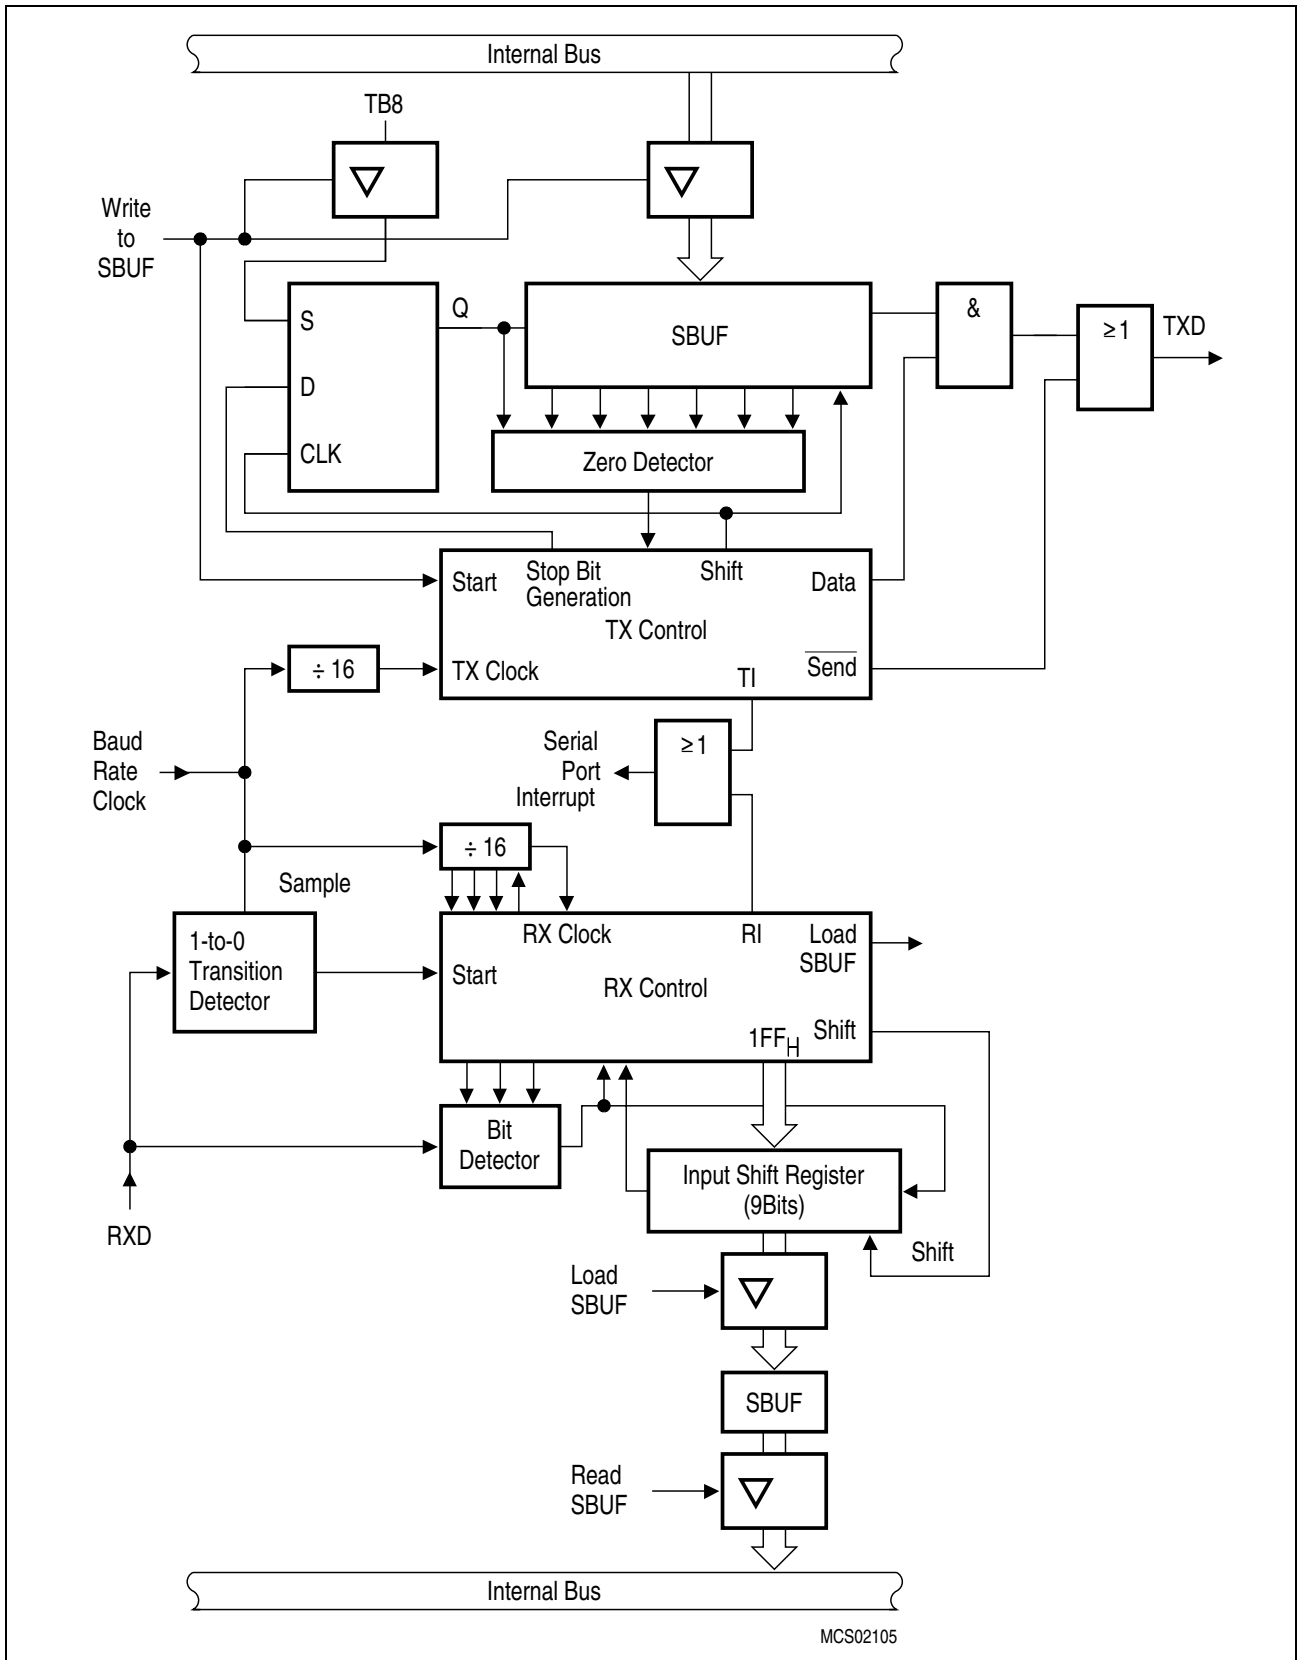 Internal Bus
TB8
Write
to
SBUF
S
Q
SBUF
&
≥1
TXD
D
CLK
Zero Detector
Start
Stop Bit
Generation
Shift
Data
TX Control
÷ 16
TX Clock
TI
Send
Baud
Rate
Clock
Serial
Port
Interrupt
≥1
÷ 16
Sample
1-to-0
Transition
Detector
RX Clock
RI
Load
SBUF
Start
RX Control
1FFH
Shift
Bit
Detector
Input Shift Register
(9Bits)
RXD
Shift
Load
SBUF
SBUF
Read
SBUF
Internal Bus
MCS02105